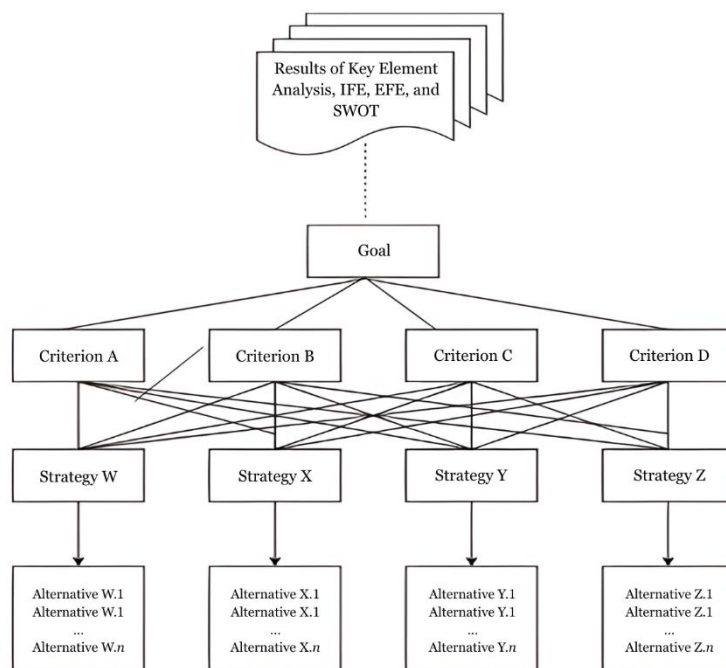 Results of Key Element
Analysis, IFE, EFE, and
SWOT
Goal
Criterion A
Criterion B
Criterion C
Criterion D
Strategy W
Strategy X
Strategy Y
Strategy Z
Alternative W.1
Alternative W.1
...
Alternative W.n
Alternative X.1
Alternative X.1
...
Alternative X.n
Alternative Y.1
Alternative Y.1
...
Alternative Y.n
Alternative Z.1
Alternative Z.1
...
Alternative Z.n